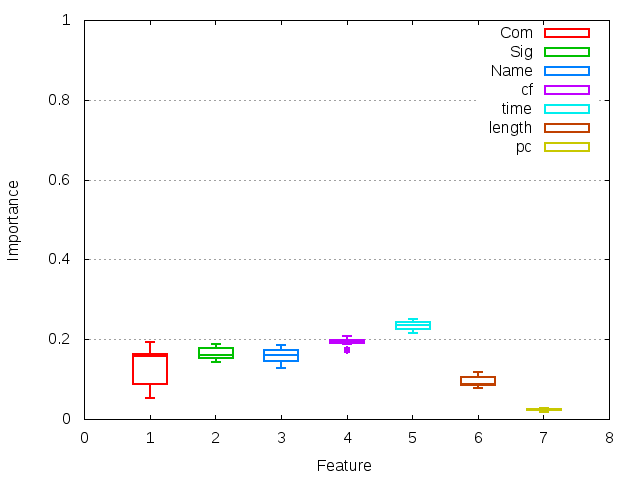 1
0.8
0.6
0.4
0.2
0
0 1 2 3 4 5 6 7 8
Importance
Feature
Com
Sig
Name
cf
time
length
pc